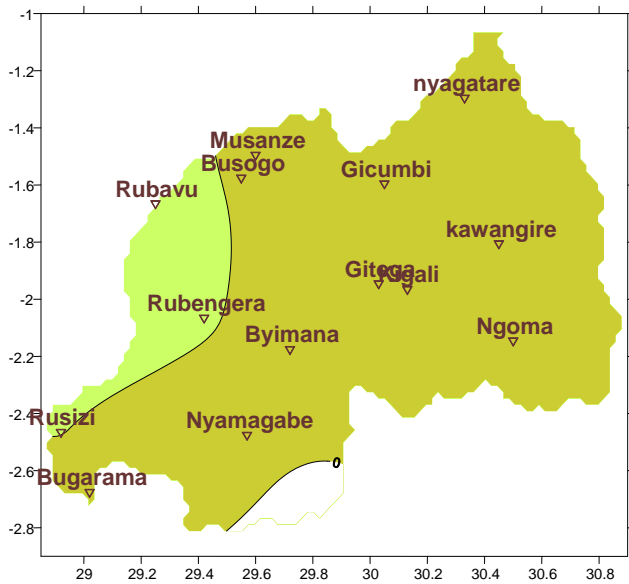 -1
nyagatare
-1.2
-1.4
Musanze
Busogo
Gicumbi
-1.6
Rubavu
kawangire
-1.8
Gitega
Kigali
-2
Rubengera
Ngoma
Byimana
-2.2
-2.4
Rusizi
Nyamagabe
0
-2.6
Bugarama
-2.8
29 29.2 29.4 29.6 29.8 30 30.2 30.4 30.6 30.8